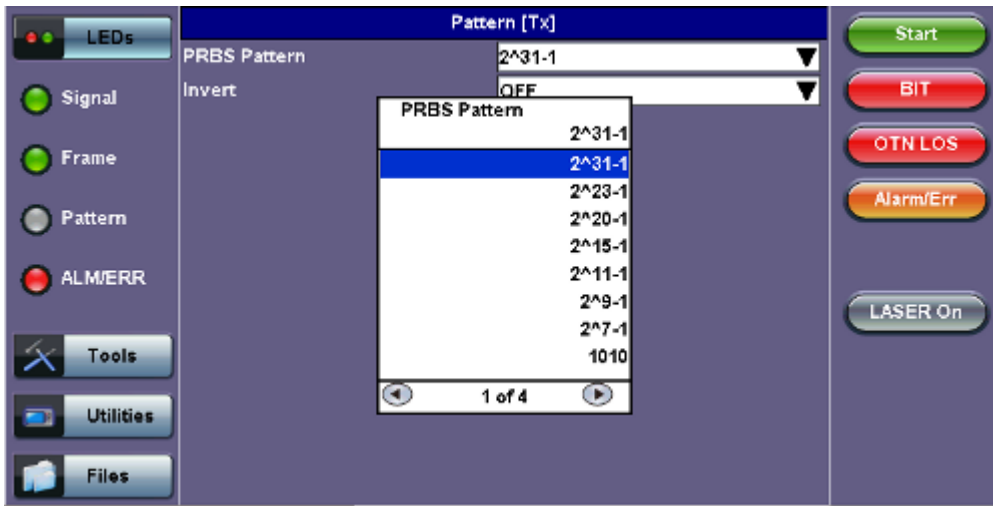 LEDs
Signal
Frame
Pattern
ALM/ERR
Tools
Utilities
Files
Pattern [Tx]
PRBS Pattern 2^31-1
Invert OFF
PRBS Pattern
2^31-1
2^31-1
2^23-1
2^20-1
2^15-1
2^11-1
2^9-1
2^7-1
1010
1 of 4
Start
BIT
OTN LOS
Alarm/Err
LASER On